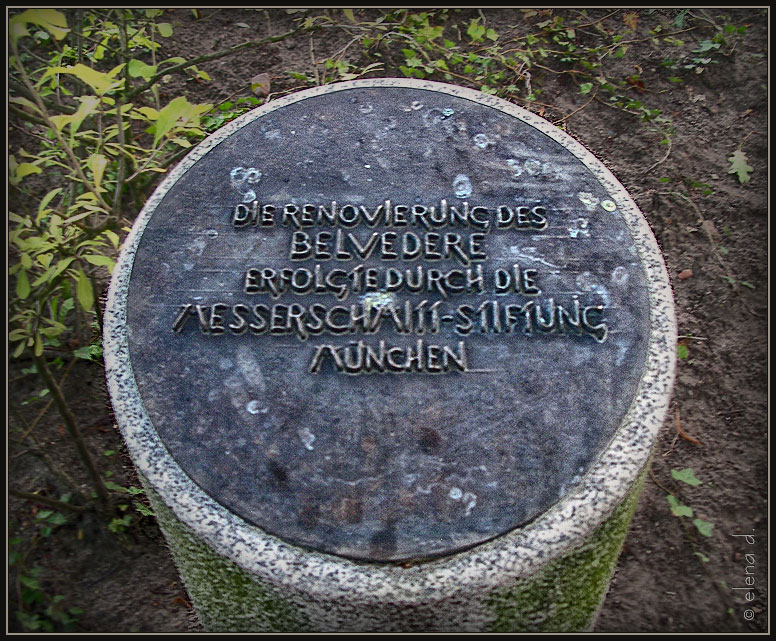 DIE RENOVIERUNG DES
BELVEDERE
ERFOLGTE DURCH DIE
MESSERSCHMITT-STIFTUNG
MÜNCHEN
© elena d.